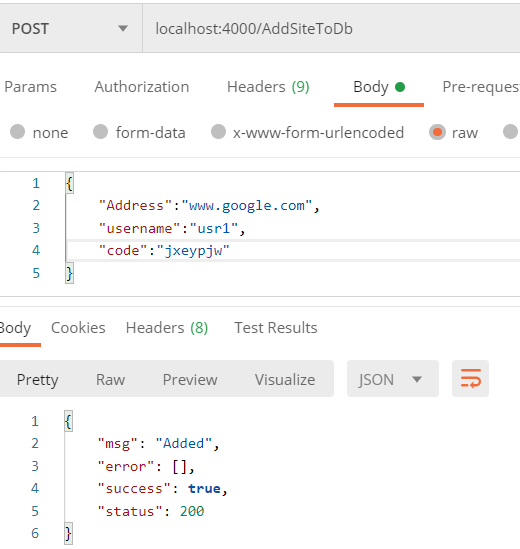 POST localhost:4000/AddSiteToDb
Params Authorization Headers (9) Body Pre-reques
none form-data x-www-form-urlencoded raw
1 {
2 "Address":"www.google.com",
3 "username":"usr1",
4 "code":"jxeypjw"
5 }
Body Cookies Headers (8) Test Results
Pretty Raw Preview Visualize JSON
1 {
2 "msg": "Added",
3 "error": [],
4 "success": true,
5 "status": 200
6 }